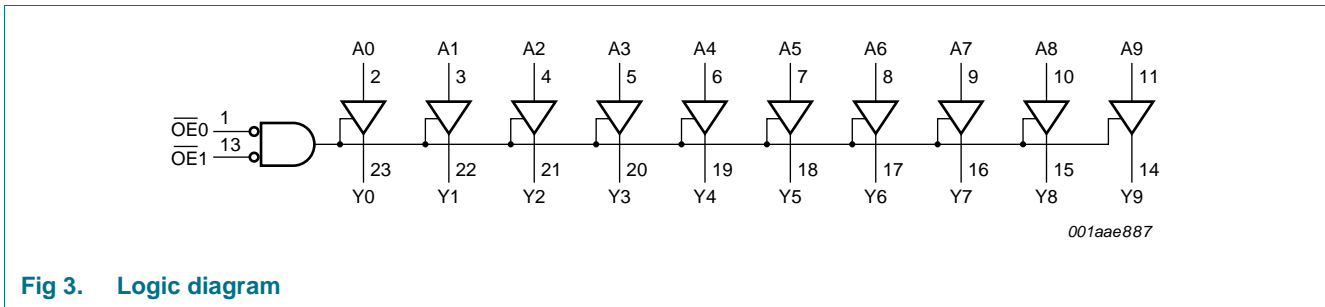 A0 A1 A2 A3 A4 A5 A6 A7 A8 A9
2 3 4 5 6 7 8 9 10 11
O̅E̅0 1
O̅E̅1 13
23 22 21 20 19 18 17 16 15 14
Y0 Y1 Y2 Y3 Y4 Y5 Y6 Y7 Y8 Y9
001aae887
Fig 3. Logic diagram